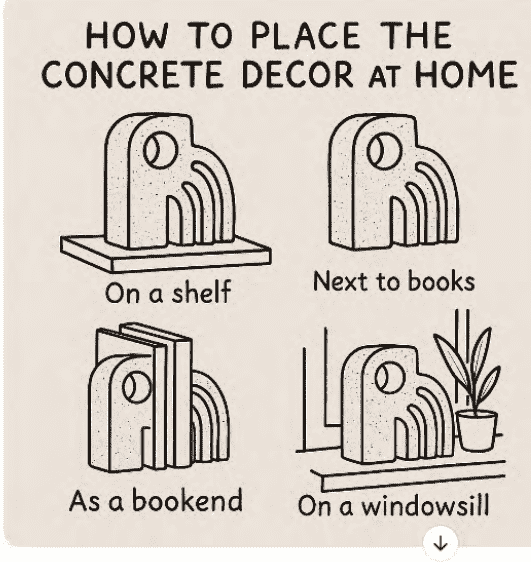 HOW TO PLACE THE
CONCRETE DECOR AT HOME
On a shelf
Next to books
As a bookend
On a windowsill